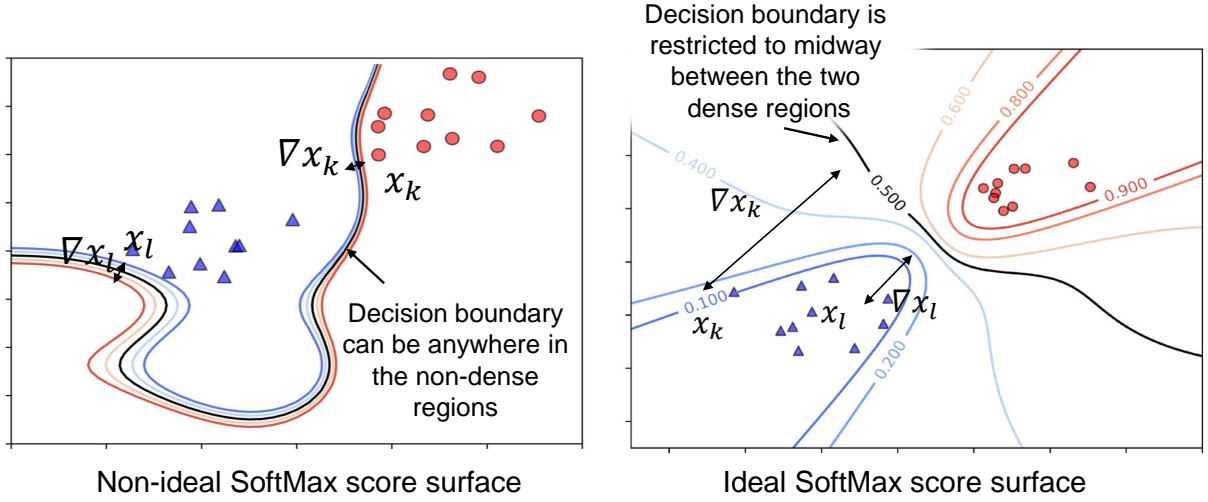 ∇x_k
x_k
∇x_l
x_l
Decision boundary
can be anywhere in
the non-dense
regions
Non-ideal SoftMax score surface
Decision boundary is
restricted to midway
between the two
dense regions
0.600
0.800
0.400
0.500
0.900
∇x_k
0.100
x_k
x_l
∇x_l
0.200
Ideal SoftMax score surface